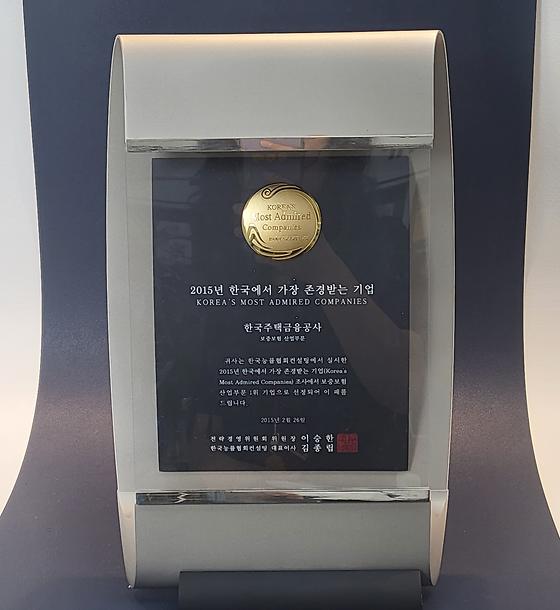 KOREA'S
Most Admired
Companies
2015년 한국에서 가장 존경받는 기업
KOREA'S MOST ADMIRED COMPANIES
한국주택금융공사
보증보험 산업부문
귀사는 한국능률협회컨설팅에서 실시한
2015년 한국에서 가장 존경받는 기업(Korea's
Most Admired Companies) 조사에서 보증보험
산업부문 1위 기업으로 선정되어 이 패를
드립니다.
2015년 2월 26일
전략경영위원회 위원장 이승한
한국능률협회컨설팅 대표이사 김종립